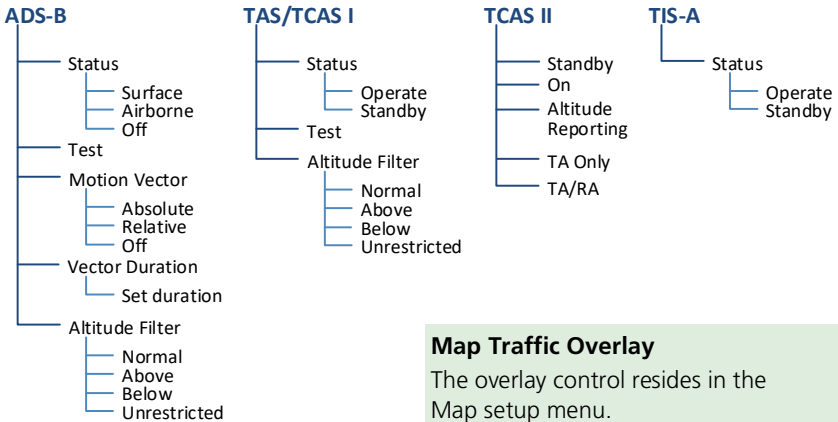 ADS-B
Status
Surface
Airborne
Off
Test
Motion Vector
Absolute
Relative
Off
Vector Duration
Set duration
Altitude Filter
Normal
Above
Below
Unrestricted
TAS/TCAS I
Status
Operate
Standby
Test
Altitude Filter
Normal
Above
Below
Unrestricted
TCAS II
Standby
On
Altitude
Reporting
TA Only
TA/RA
TIS-A
Status
Operate
Standby
Map Traffic Overlay
The overlay control resides in the
Map setup menu.